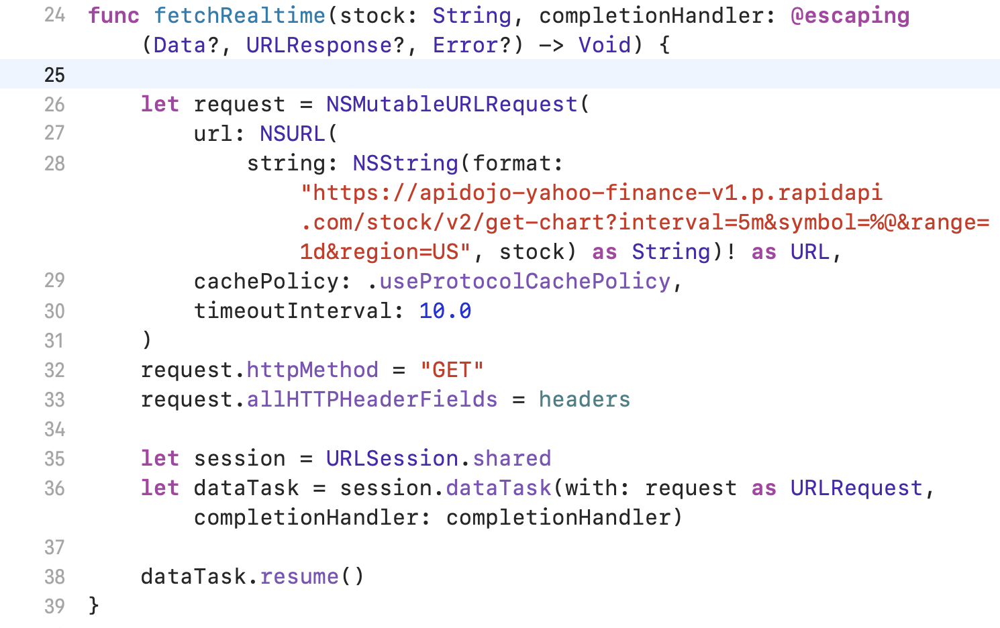 24 func fetchRealtime(stock: String, completionHandler: @escaping
(Data?, URLResponse?, Error?) -> Void) {
25
26 let request = NSMutableURLRequest(
27 url: NSURL(
28 string: NSString(format:
"https://apidojo-yahoo-finance-v1.p.rapidapi
.com/stock/v2/get-chart?interval=5m&symbol=%@&range=
1d&region=US", stock) as String)! as URL,
29 cachePolicy: .useProtocolCachePolicy,
30 timeoutInterval: 10.0
31 )
32 request.httpMethod = "GET"
33 request.allHTTPHeaderFields = headers
34
35 let session = URLSession.shared
36 let dataTask = session.dataTask(with: request as URLRequest,
completionHandler: completionHandler)
37
38 dataTask.resume()
39 }